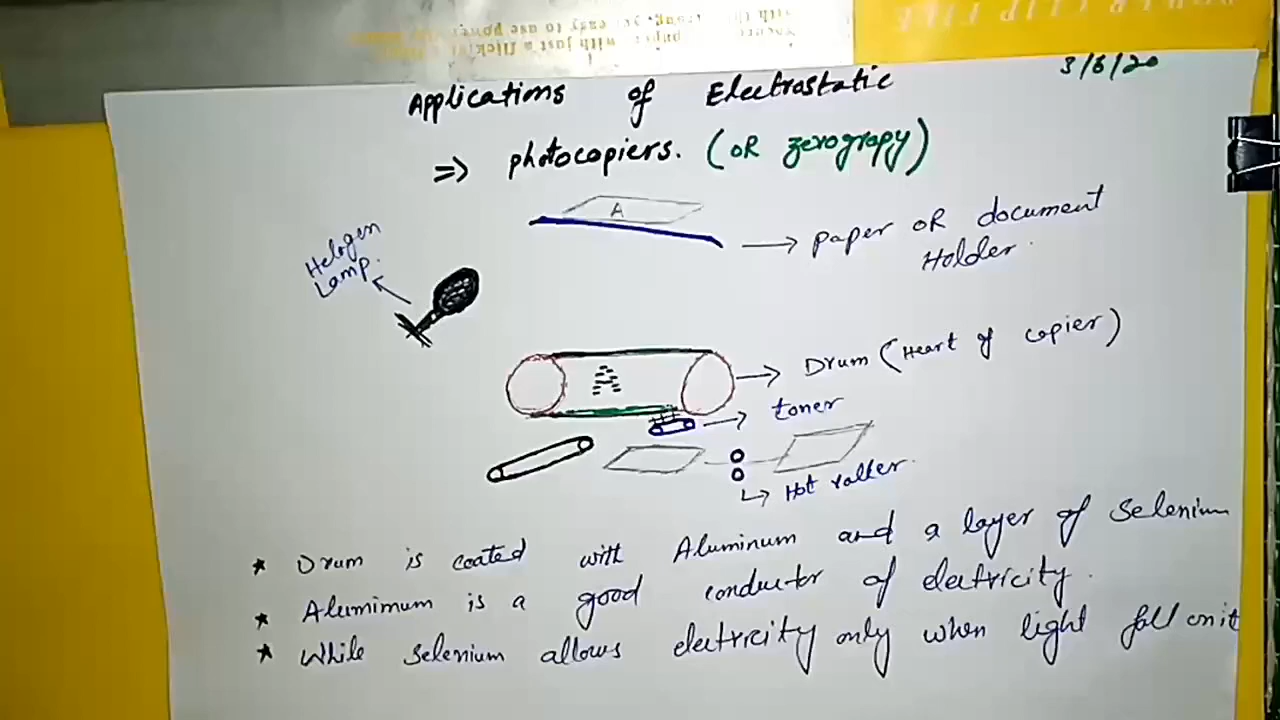 3/6/20
Applications of Electrostatic
=> photocopiers. (OR zerograpy)
A
→ paper OR document
Holder.
Helogen
Lamp.
A
→ Drum (Heart of copier)
→ toner
Hot roller.
* Drum is coated with Aluminum and a layer of Selenium
* Alumimum is a good conductor of electricity.
* While Selenium allows electricity only when light fall on it